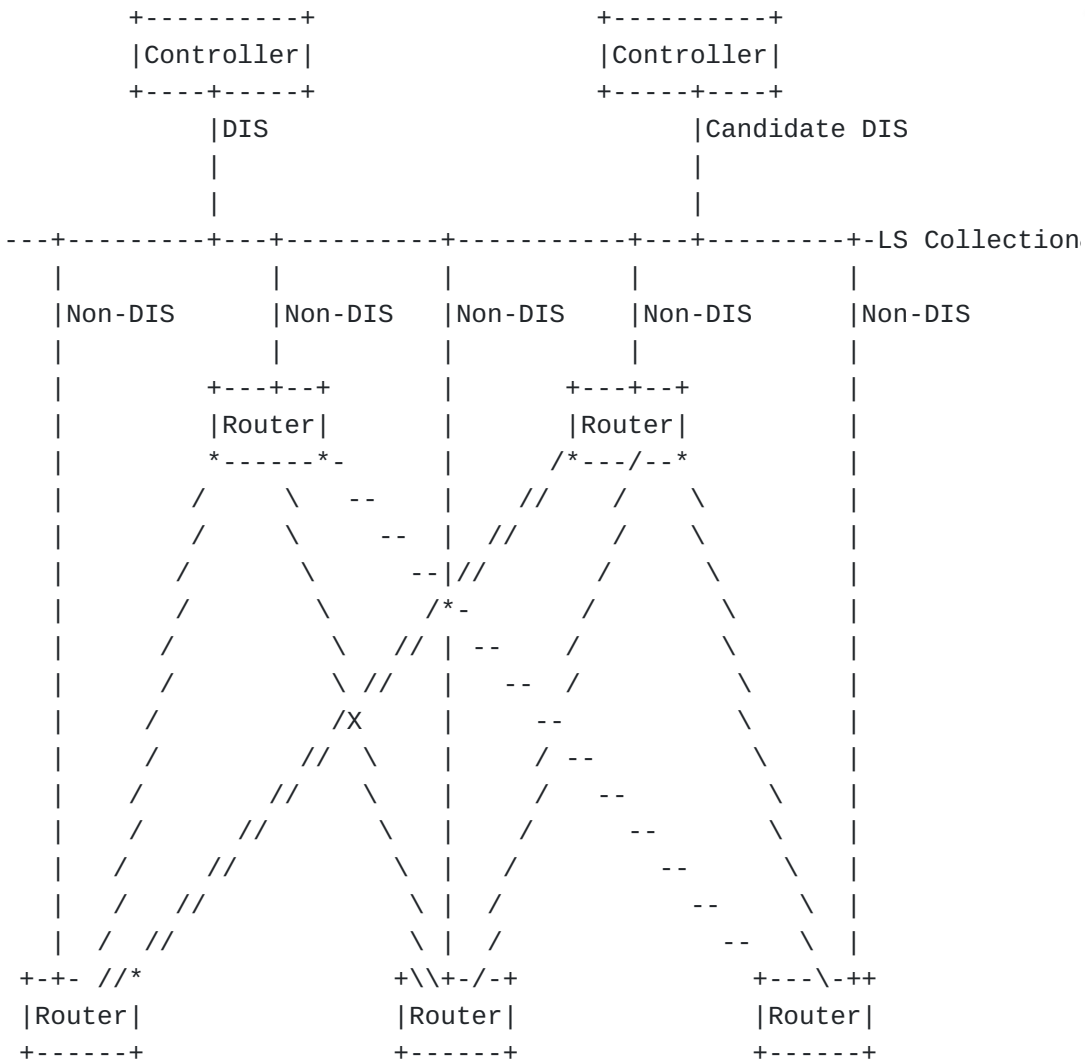 Controller Controller
DIS Candidate DIS
LS Collection
Non-DIS Non-DIS Non-DIS Non-DIS Non-DIS
Router Router
Router Router Router